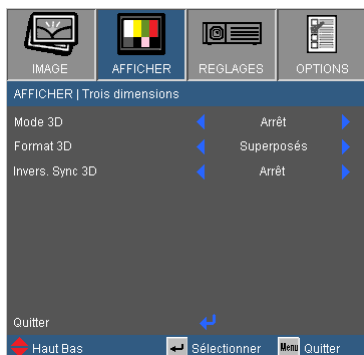 IMAGE AFFICHER REGLAGES OPTIONS
AFFICHER | Trois dimensions
Mode 3D Arrêt
Format 3D Superposés
Invers. Sync 3D Arrêt
Quitter
Haut Bas Sélectionner Menu Quitter